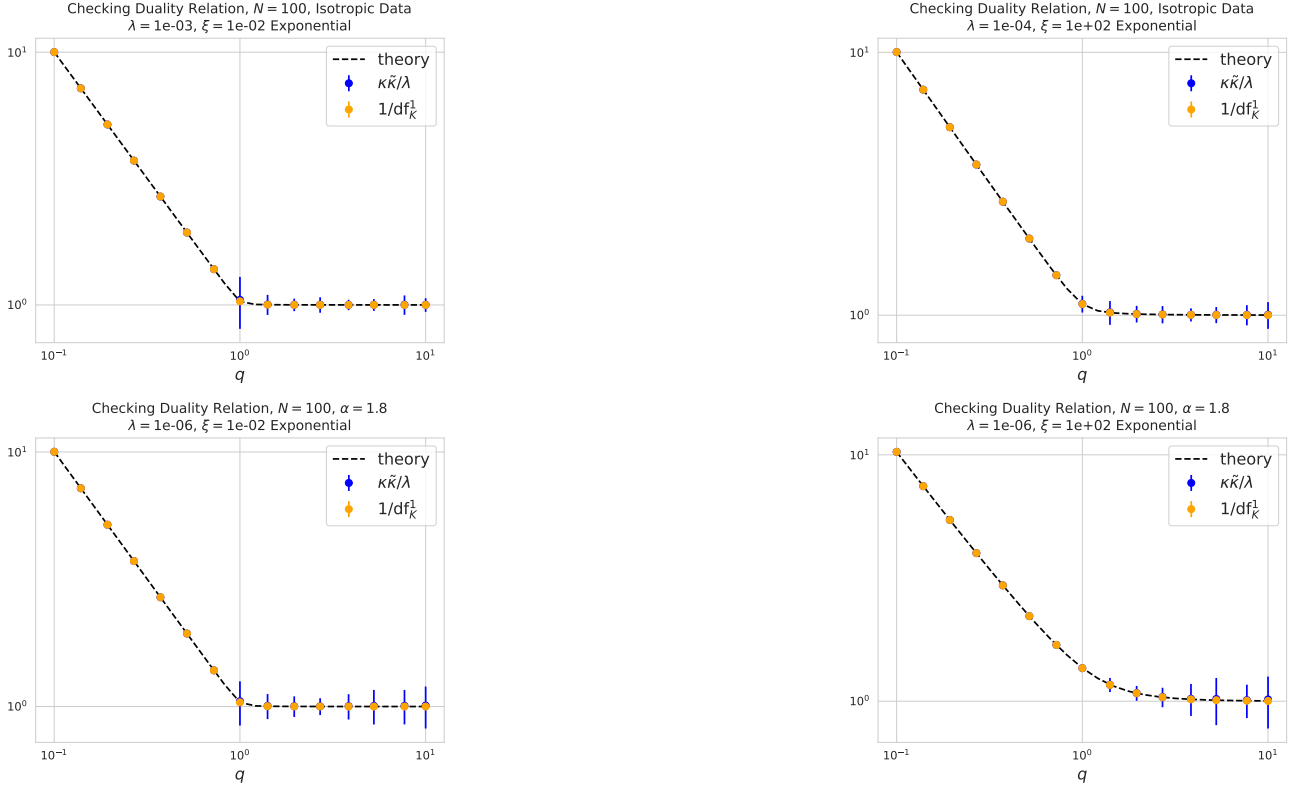 Checking Duality Relation, N = 100, Isotropic Data
λ = 1e-03, ξ = 1e-02 Exponential
10¹
10⁰
theory
κκ̃/λ
1/df¹_K
10⁻¹
10⁰
10¹
q
Checking Duality Relation, N = 100, Isotropic Data
λ = 1e-04, ξ = 1e+02 Exponential
10¹
10⁰
theory
κκ̃/λ
1/df¹_K
10⁻¹
10⁰
10¹
q
Checking Duality Relation, N = 100, α = 1.8
λ = 1e-06, ξ = 1e-02 Exponential
10¹
10⁰
theory
κκ̃/λ
1/df¹_K
10⁻¹
10⁰
10¹
q
Checking Duality Relation, N = 100, α = 1.8
λ = 1e-06, ξ = 1e+02 Exponential
10¹
10⁰
theory
κκ̃/λ
1/df¹_K
10⁻¹
10⁰
10¹
q